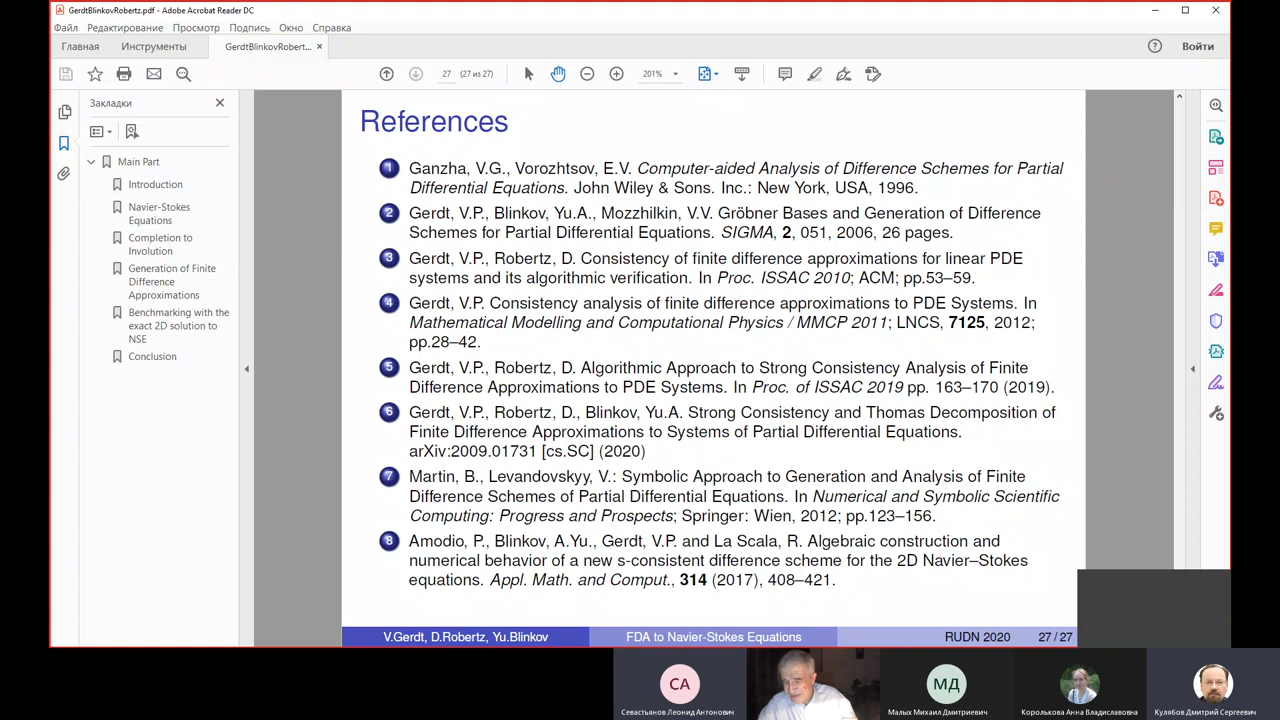 GerdtBlinkovRobertz.pdf - Adobe Acrobat Reader DC
Файл Редактирование Просмотр Подпись Окно Справка
Главная Инструменты GerdtBlinkovRobert... × ? Войти
27 (27 из 27) 201%
Закладки
Main Part
Introduction
Navier-Stokes
Equations
Completion to
Involution
Generation of Finite
Difference
Approximations
Benchmarking with the
exact 2D solution to
NSE
Conclusion
References
1 Ganzha, V.G., Vorozhtsov, E.V. Computer-aided Analysis of Difference Schemes for Partial
Differential Equations. John Wiley & Sons. Inc.: New York, USA, 1996.
2 Gerdt, V.P., Blinkov, Yu.A., Mozzhilkin, V.V. Gröbner Bases and Generation of Difference
Schemes for Partial Differential Equations. SIGMA, 2, 051, 2006, 26 pages.
3 Gerdt, V.P., Robertz, D. Consistency of finite difference approximations for linear PDE
systems and its algorithmic verification. In Proc. ISSAC 2010; ACM; pp.53–59.
4 Gerdt, V.P. Consistency analysis of finite difference approximations to PDE Systems. In
Mathematical Modelling and Computational Physics / MMCP 2011; LNCS, 7125, 2012;
pp.28–42.
5 Gerdt, V.P., Robertz, D. Algorithmic Approach to Strong Consistency Analysis of Finite
Difference Approximations to PDE Systems. In Proc. of ISSAC 2019 pp. 163–170 (2019).
6 Gerdt, V.P., Robertz, D., Blinkov, Yu.A. Strong Consistency and Thomas Decomposition of
Finite Difference Approximations to Systems of Partial Differential Equations.
arXiv:2009.01731 [cs.SC] (2020)
7 Martin, B., Levandovskyy, V.: Symbolic Approach to Generation and Analysis of Finite
Difference Schemes of Partial Differential Equations. In Numerical and Symbolic Scientific
Computing: Progress and Prospects; Springer: Wien, 2012; pp.123–156.
8 Amodio, P., Blinkov, A.Yu., Gerdt, V.P. and La Scala, R. Algebraic construction and
numerical behavior of a new s-consistent difference scheme for the 2D Navier–Stokes
equations. Appl. Math. and Comput., 314 (2017), 408–421.
V.Gerdt, D.Robertz, Yu.Blinkov FDA to Navier-Stokes Equations RUDN 2020 27 / 27
СА МД
Севастьянов Леонид Антонович Малых Михаил Дмитриевич Королькова Анна Владиславовна Кулябов Дмитрий Сергеевич